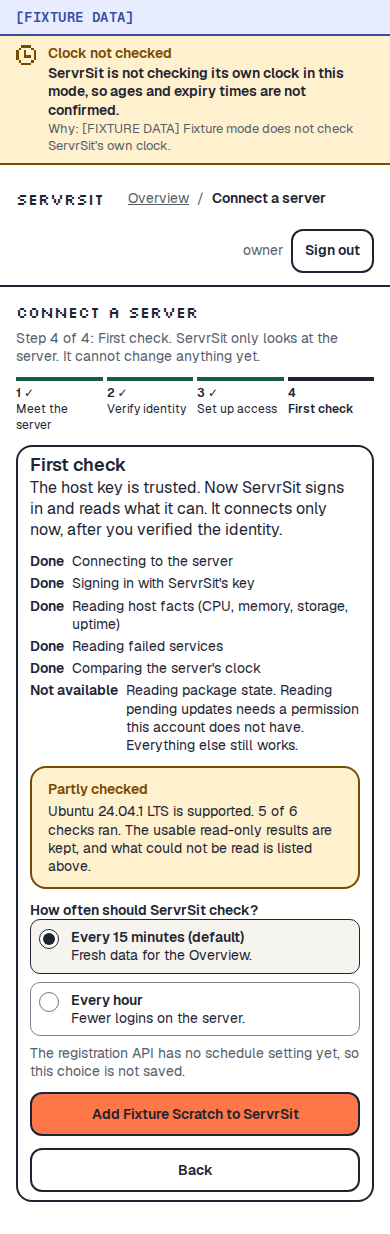 [FIXTURE DATA]
Clock not checked
ServrSit is not checking its own clock in this
mode, so ages and expiry times are not
confirmed.
Why: [FIXTURE DATA] Fixture mode does not check
ServrSit's own clock.
SERVRSIT
Overview / Connect a server
owner
Sign out
CONNECT A SERVER
Step 4 of 4: First check. ServrSit only looks at the
server. It cannot change anything yet.
1 ✓
Meet the
server
2 ✓
Verify identity
3 ✓
Set up access
4
First check
First check
The host key is trusted. Now ServrSit signs
in and reads what it can. It connects only
now, after you verified the identity.
Done Connecting to the server
Done Signing in with ServrSit's key
Done Reading host facts (CPU, memory, storage,
uptime)
Done Reading failed services
Done Comparing the server's clock
Not available Reading package state. Reading
pending updates needs a permission
this account does not have.
Everything else still works.
Partly checked
Ubuntu 24.04.1 LTS is supported. 5 of 6
checks ran. The usable read-only results are
kept, and what could not be read is listed
above.
How often should ServrSit check?
Every 15 minutes (default)
Fresh data for the Overview.
Every hour
Fewer logins on the server.
The registration API has no schedule setting yet, so
this choice is not saved.
Add Fixture Scratch to ServrSit
Back